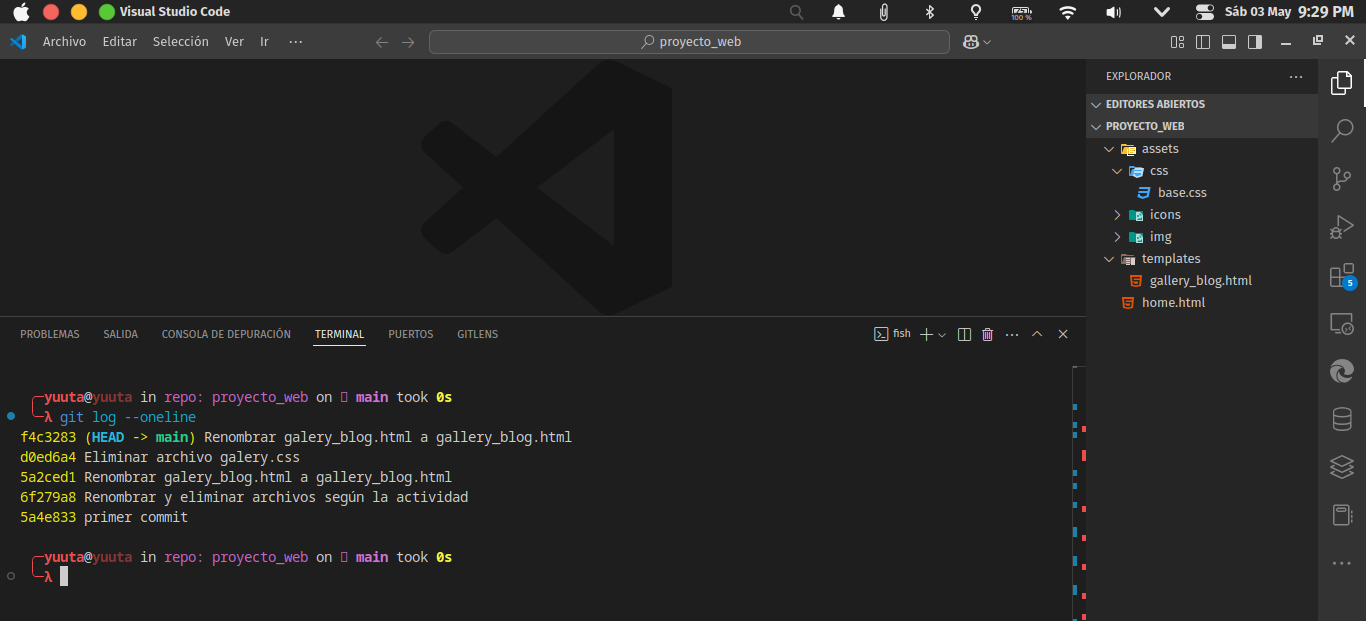 Visual Studio Code
100 %
Sáb 03 May 9:29 PM
Archivo Editar Selección Ver Ir ···
proyecto_web
EXPLORADOR
EDITORES ABIERTOS
PROYECTO_WEB
assets
css
base.css
icons
img
templates
gallery_blog.html
home.html
5
PROBLEMAS SALIDA CONSOLA DE DEPURACIÓN TERMINAL PUERTOS GITLENS
fish
yuuta@yuuta in repo: proyecto_web on main took 0s
λ git log --oneline
f4c3283 (HEAD -> main) Renombrar galery_blog.html a gallery_blog.html
d0ed6a4 Eliminar archivo galery.css
5a2ced1 Renombrar galery_blog.html a gallery_blog.html
6f279a8 Renombrar y eliminar archivos según la actividad
5a4e833 primer commit
yuuta@yuuta in repo: proyecto_web on main took 0s
λ